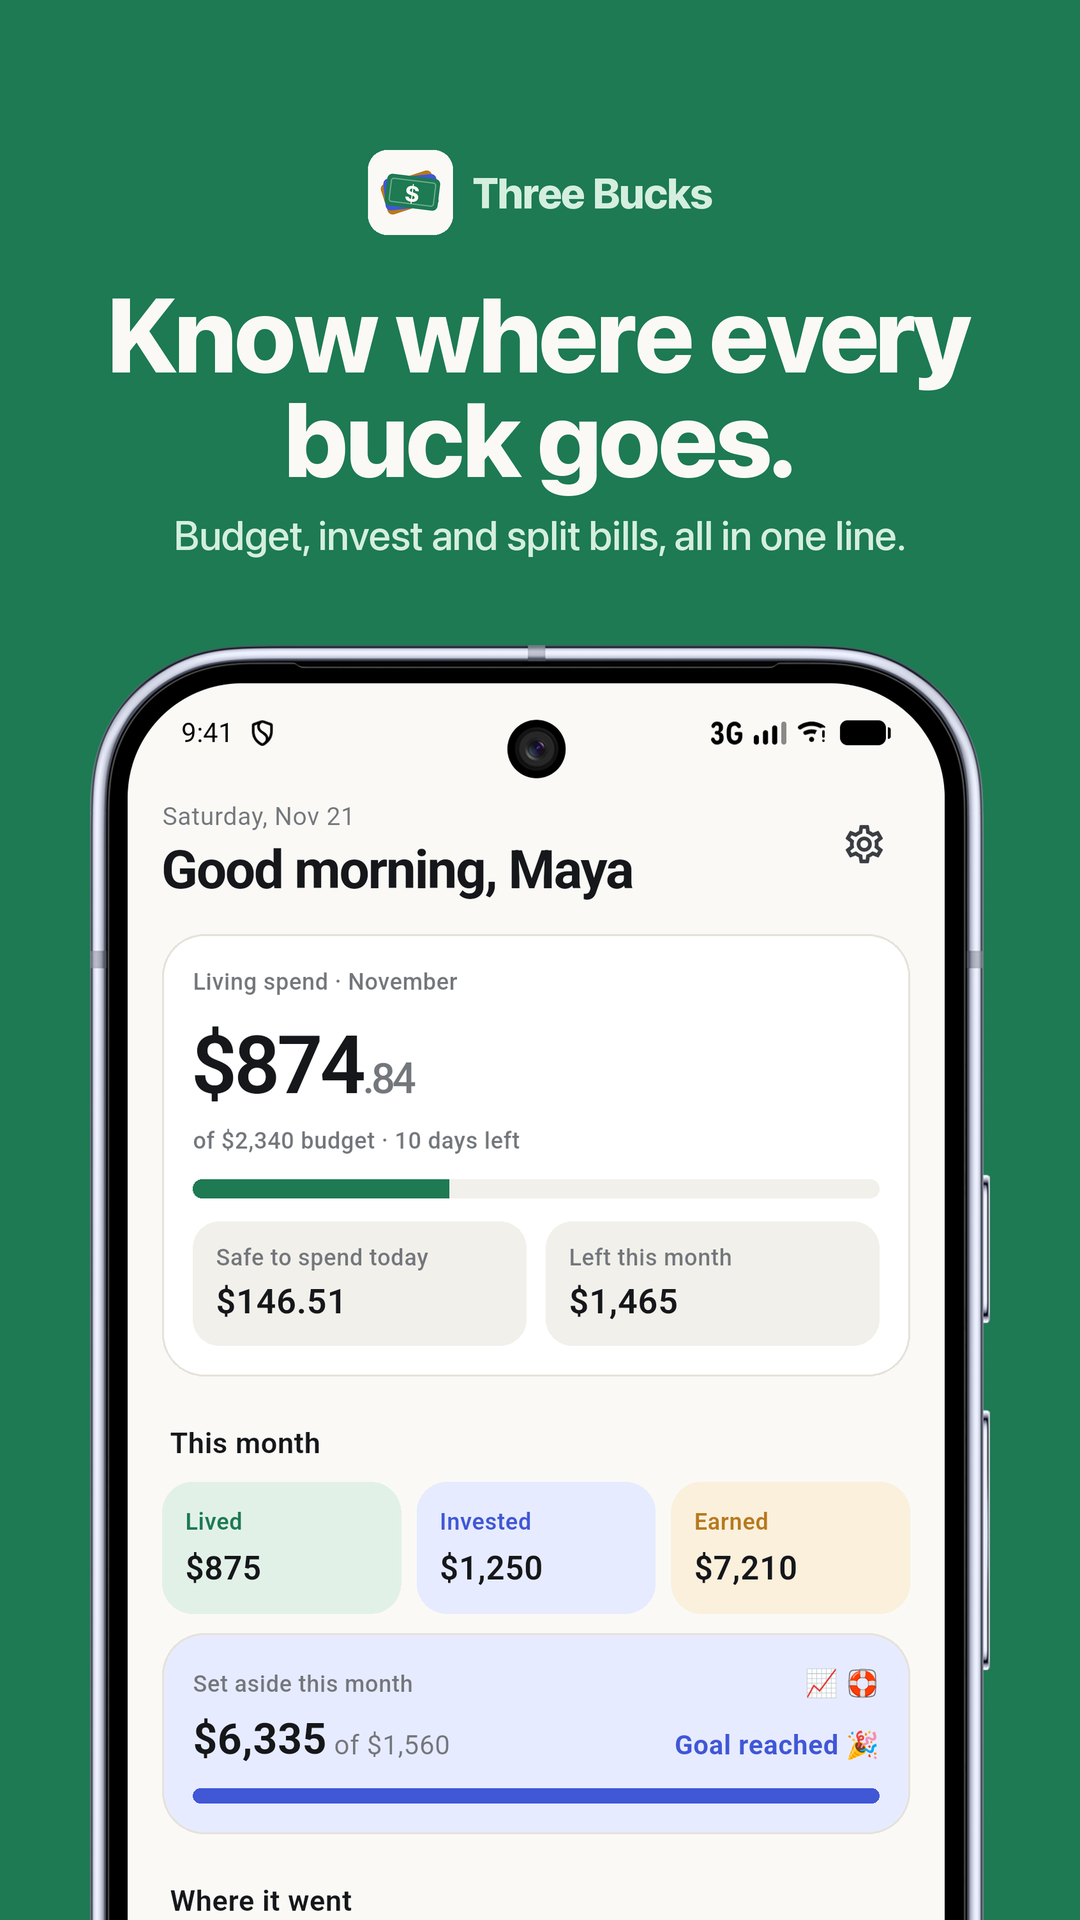 $
Three Bucks
Know where every
buck goes.
Budget, invest and split bills, all in one line.
9:41
3G
Saturday, Nov 21
Good morning, Maya
Living spend · November
$874.84
of $2,340 budget · 10 days left
Safe to spend today
$146.51
Left this month
$1,465
This month
Lived
$875
Invested
$1,250
Earned
$7,210
Set aside this month
$6,335 of $1,560
Goal reached 🎉
Where it went